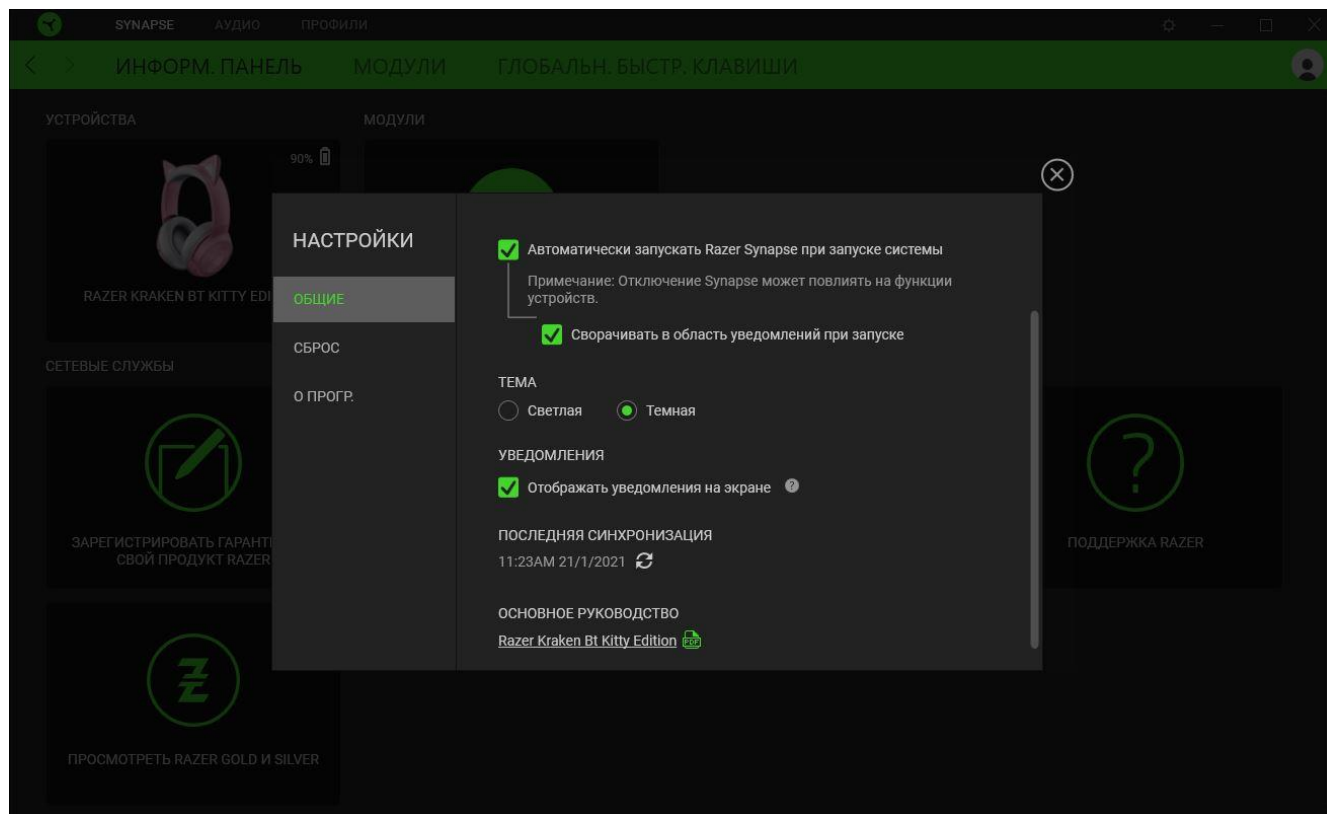 SYNAPSE АУДИО ПРОФИЛИ
ИНФОРМ. ПАНЕЛЬ МОДУЛИ ГЛОБАЛЬН. БЫСТР. КЛАВИШИ
УСТРОЙСТВА
90%
RAZER KRAKEN BT KITTY EDI
МОДУЛИ
СЕТЕВЫЕ СЛУЖБЫ
ЗАРЕГИСТРИРОВАТЬ ГАРАНТ
СВОЙ ПРОДУКТ RAZER
ПРОСМОТРЕТЬ RAZER GOLD И SILVER
ПОДДЕРЖКА RAZER
НАСТРОЙКИ
ОБЩИЕ
СБРОС
О ПРОГР.
Автоматически запускать Razer Synapse при запуске системы
Примечание: Отключение Synapse может повлиять на функции
устройств.
Сворачивать в область уведомлений при запуске
ТЕМА
Светлая Темная
УВЕДОМЛЕНИЯ
Отображать уведомления на экране ?
ПОСЛЕДНЯЯ СИНХРОНИЗАЦИЯ
11:23AM 21/1/2021
ОСНОВНОЕ РУКОВОДСТВО
Razer Kraken Bt Kitty Edition PDF